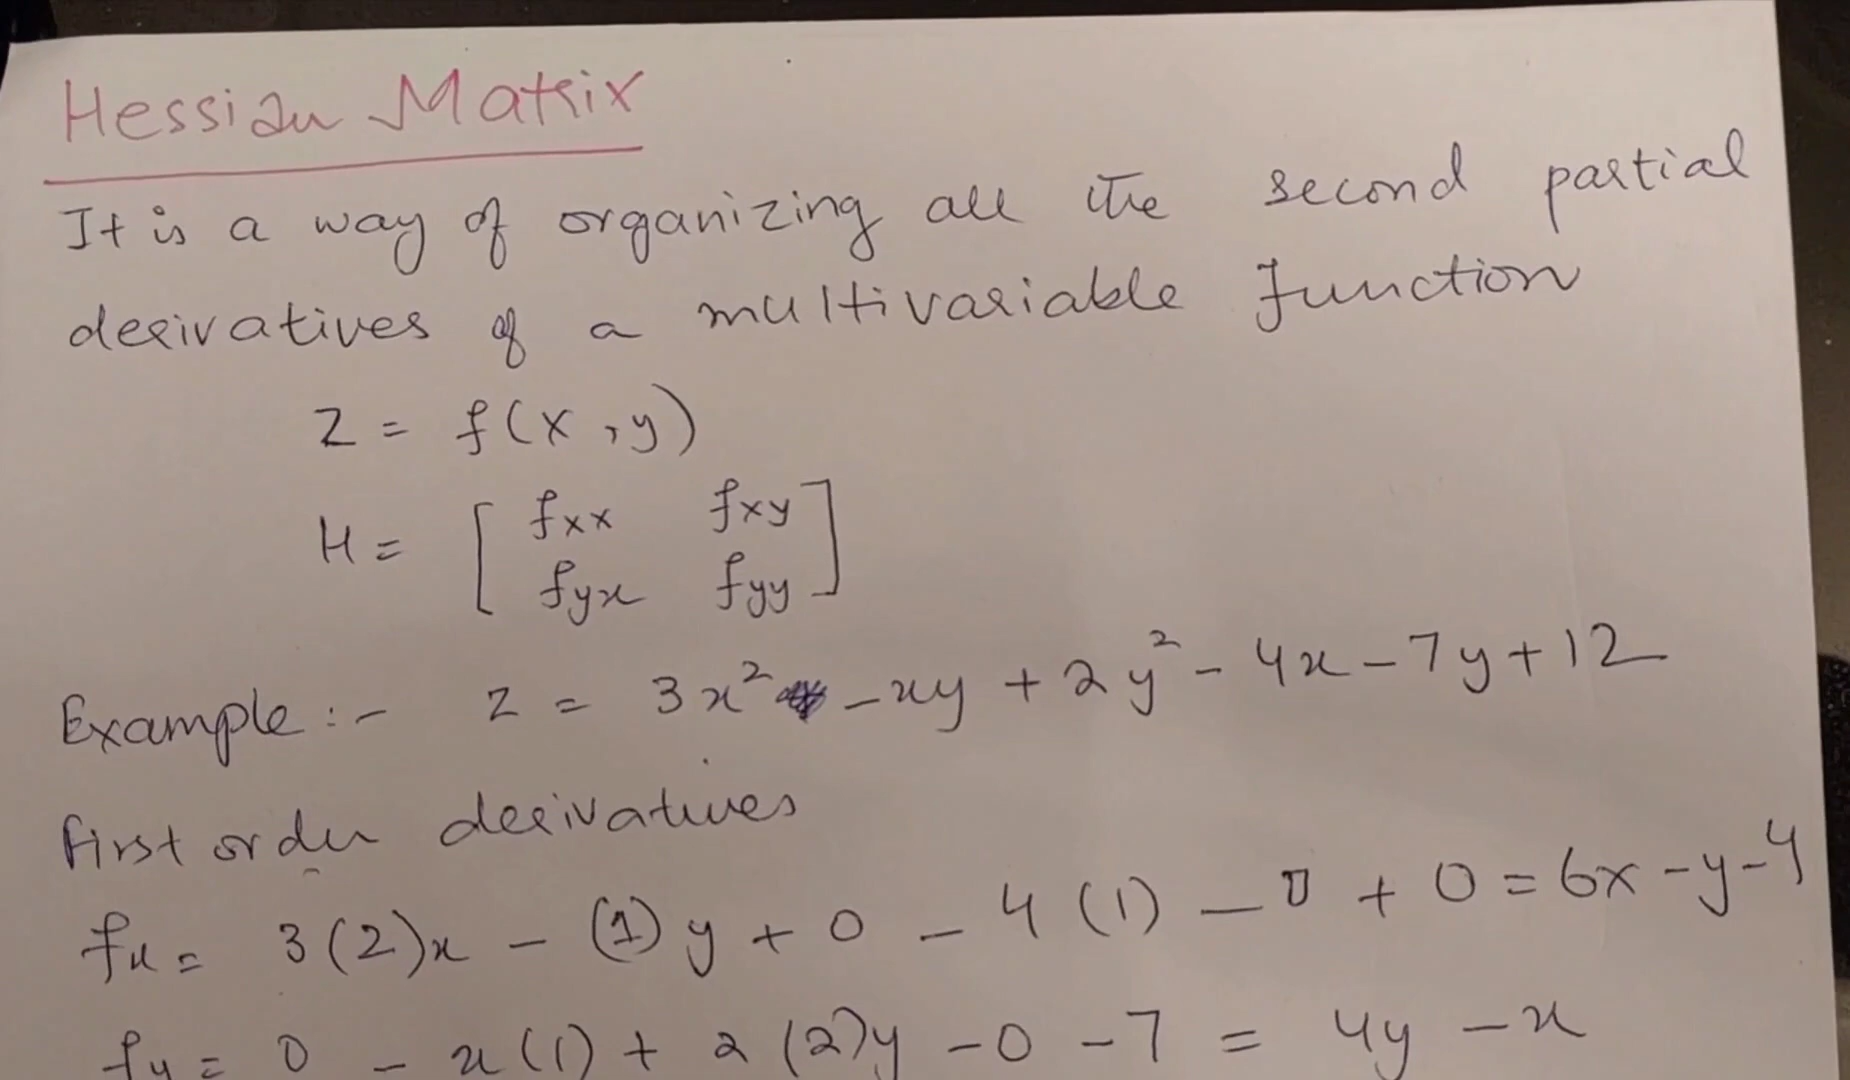 Hessian Matrix
It is a way of organizing all the second partial
derivatives of a multivariable function
Z = f(x,y)
H = [ fxx fxy
fyx fyy ]
Example :- Z = 3x² - xy + 2y² - 4x - 7y + 12
first order derivatives
fx = 3(2)x - (1)y + 0 - 4(1) - 0 + 0 = 6x - y - 4
fy = 0 - x(1) + 2(2)y - 0 - 7 = 4y - x